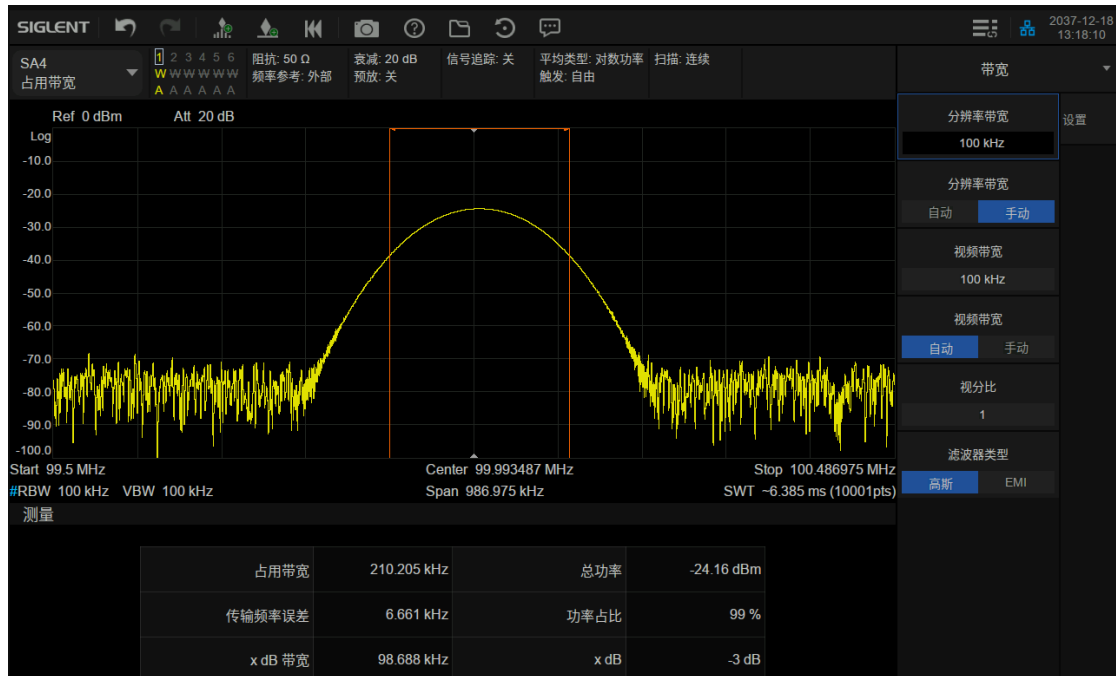 SIGLENT
2037-12-18
13:18:10
SA4
占用带宽
1 2 3 4 5 6
W W W W W W
A A A A A A
阻抗: 50 Ω
频率参考: 外部
衰减: 20 dB
预放: 关
信号追踪: 关
平均类型: 对数功率
触发: 自由
扫描: 连续
Ref 0 dBm
Att 20 dB
Log
-10.0
-20.0
-30.0
-40.0
-50.0
-60.0
-70.0
-80.0
-90.0
-100.0
Start 99.5 MHz
Center 99.993487 MHz
Stop 100.486975 MHz
#RBW 100 kHz VBW 100 kHz
Span 986.975 kHz
SWT ~6.385 ms (10001pts)
测量
占用带宽 210.205 kHz 总功率 -24.16 dBm
传输频率误差 6.661 kHz 功率占比 99 %
x dB 带宽 98.688 kHz x dB -3 dB
带宽
设置
分辨率带宽
100 kHz
分辨率带宽
自动 手动
视频带宽
100 kHz
视频带宽
自动 手动
视分比
1
滤波器类型
高斯 EMI